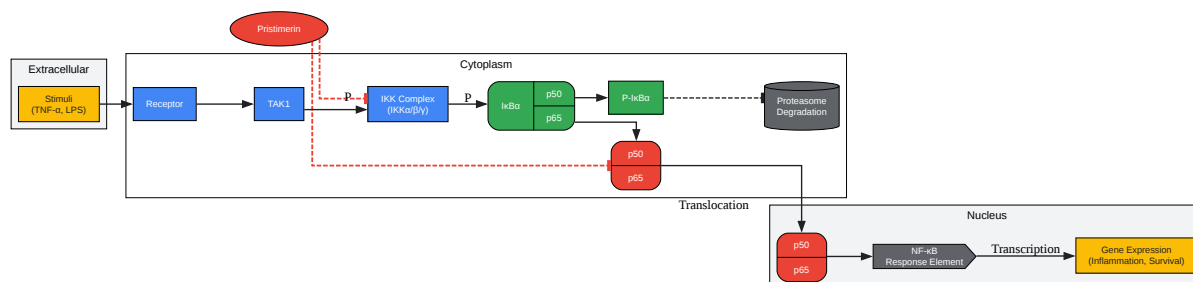 Pristimerin
Extracellular
Stimuli
(TNF-α, LPS)
Cytoplasm
Receptor
TAK1
P
IKK Complex
(IKKα/β/γ)
P
IκBα
p50
p65
P-IκBα
Proteasome
Degradation
p50
p65
Translocation
Nucleus
p50
p65
NF-κB
Response Element
Transcription
Gene Expression
(Inflammation, Survival)